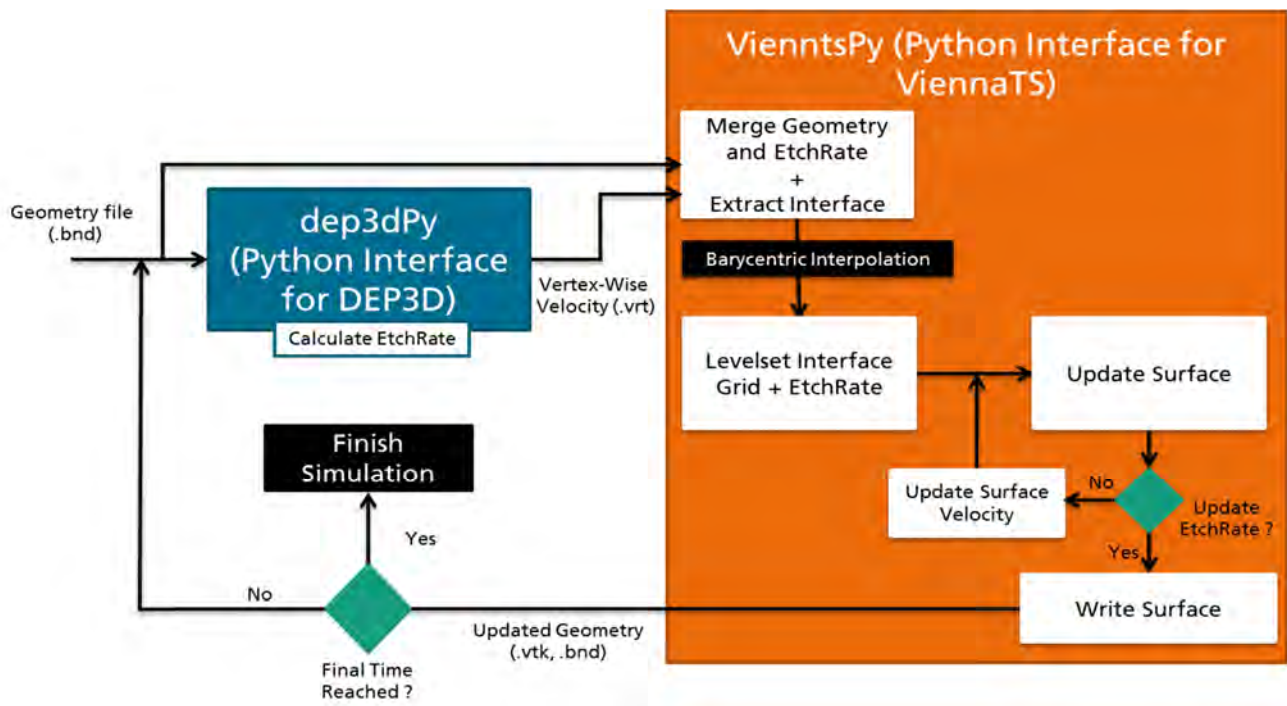 VienntsPy (Python Interface for
ViennaTS)
Merge Geometry
and EtchRate
+
Extract Interface
Geometry file
(.bnd)
dep3dPy
(Python Interface
for DEP3D)
Calculate EtchRate
Vertex-Wise
Velocity (.vrt)
Barycentric Interpolation
Levelset Interface
Grid + EtchRate
Update Surface
Finish
Simulation
Update Surface
Velocity
No
Update
EtchRate ?
Yes
Yes
No
Write Surface
Updated Geometry
(.vtk, .bnd)
Final Time
Reached ?